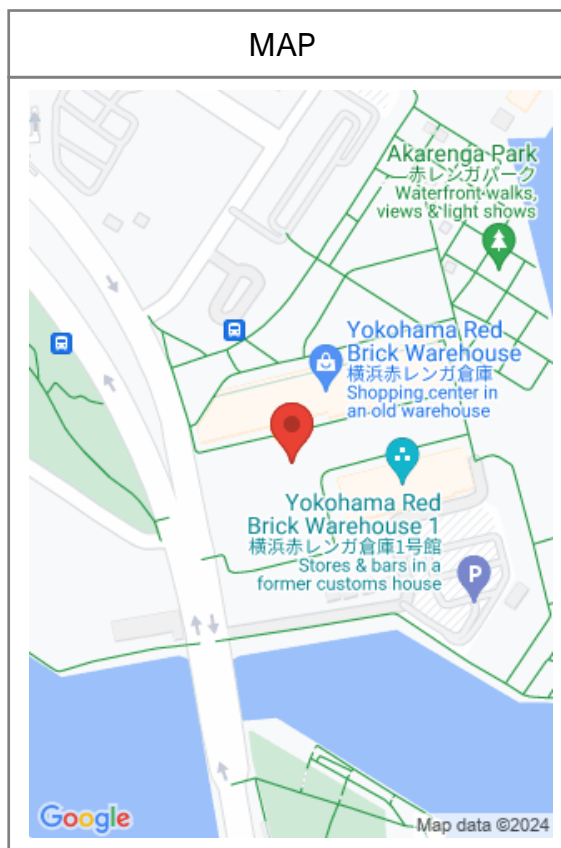 MAP
Akarenga Park
赤レンガパーク
Waterfront walks,
views & light shows
Yokohama Red
Brick Warehouse
横浜赤レンガ倉庫
Shopping center in
an old warehouse
Yokohama Red
Brick Warehouse 1
横浜赤レンガ倉庫1号館
Stores & bars in a
former customs house
P
Google
Map data ©2024